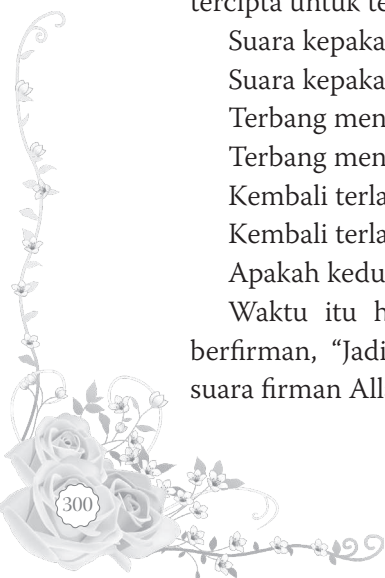 tercipta untuk te
Suara kepaka
Suara kepaka
Terbang men
Terbang men
Kembali terla
Kembali terla
Apakah kedu
Waktu itu h
berfirman, “Jadi
suara firman All
300